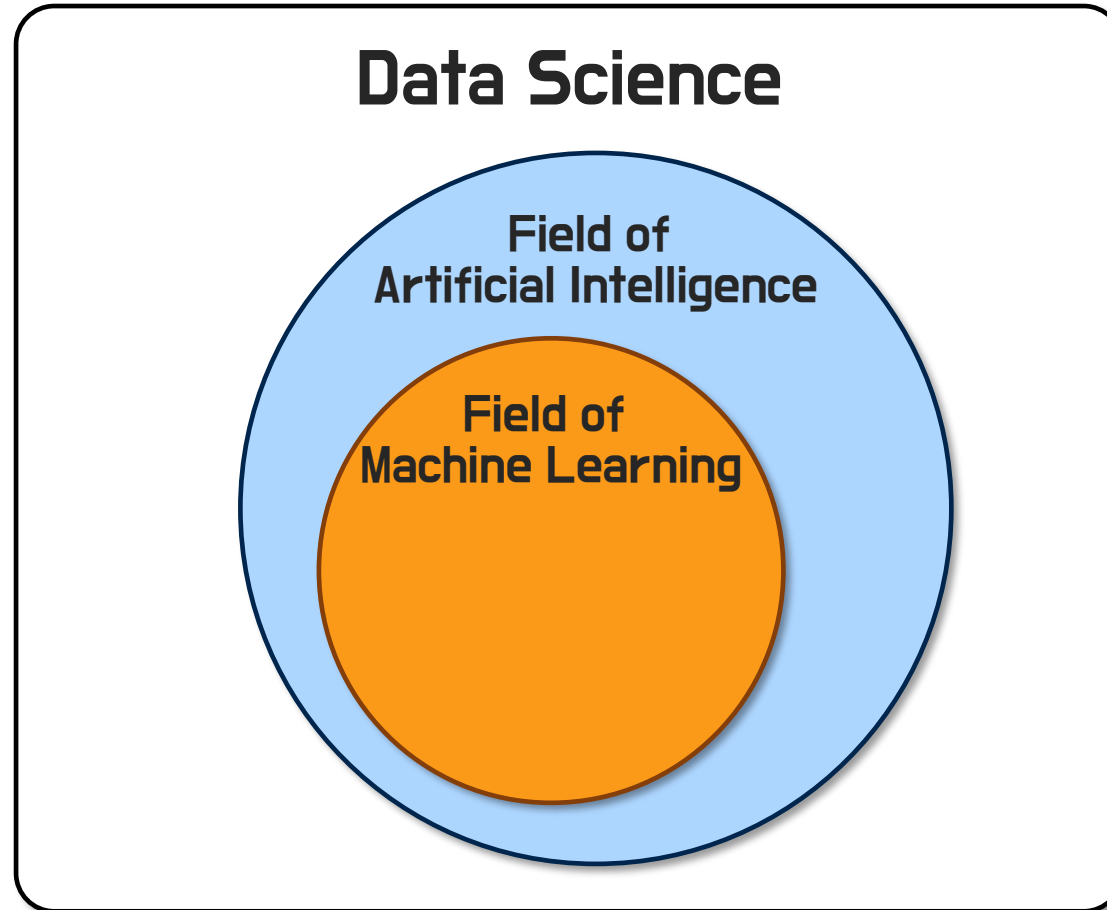 Data Science
Field of
Artificial Intelligence
Field of
Machine Learning